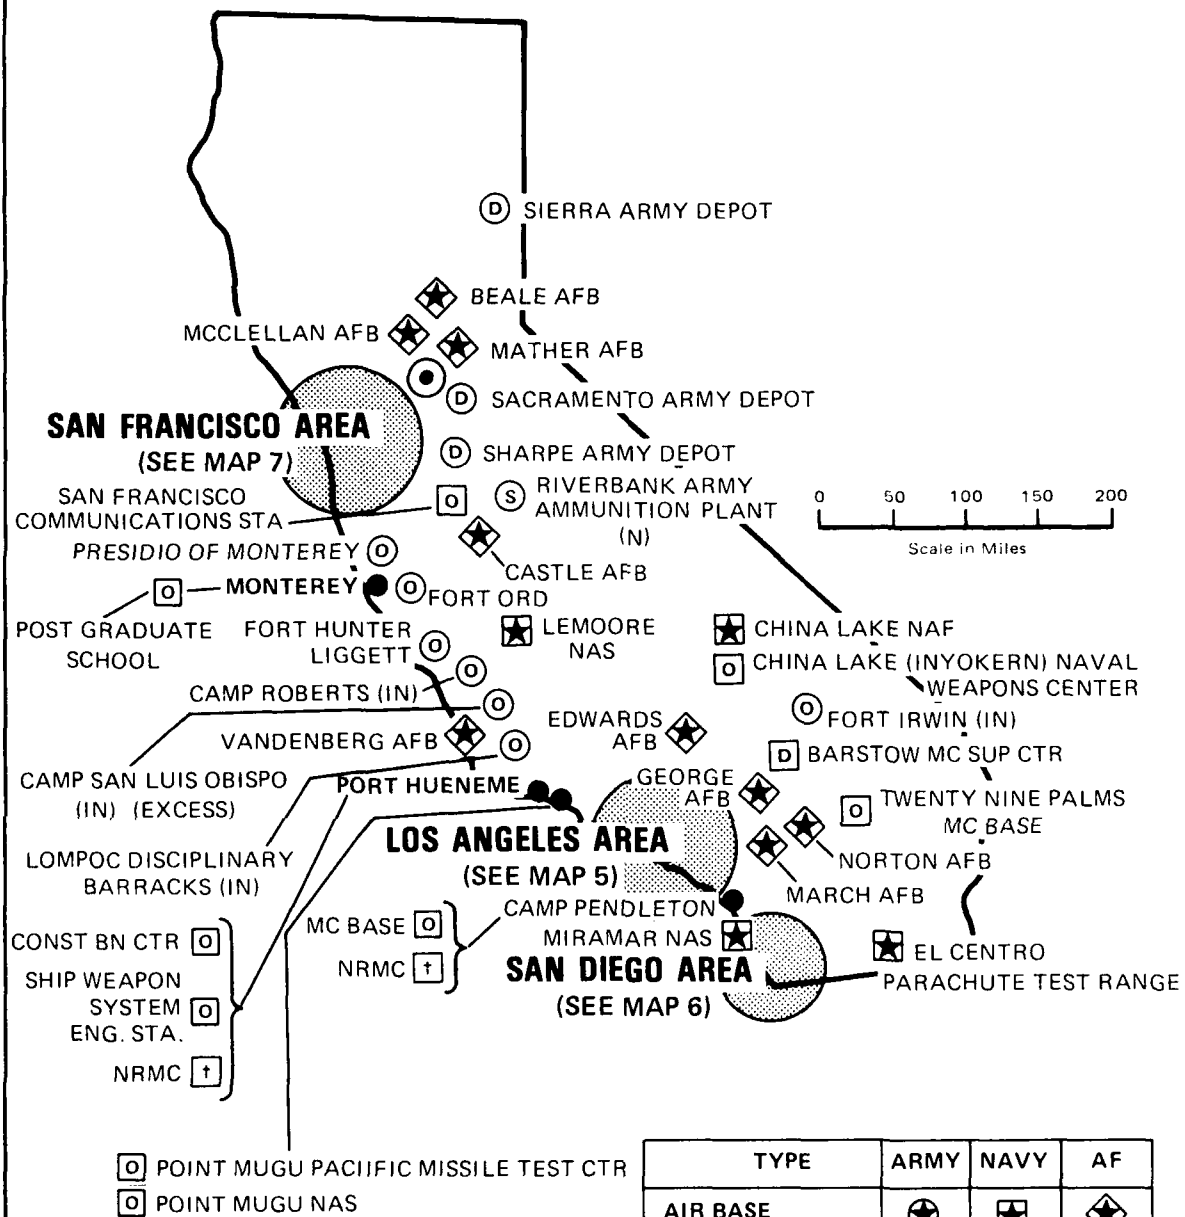 D SIERRA ARMY DEPOT
BEALE AFB
MCCLELLAN AFB
MATHER AFB
D SACRAMENTO ARMY DEPOT
SAN FRANCISCO AREA
(SEE MAP 7)
D SHARPE ARMY DEPOT
SAN FRANCISCO
COMMUNICATIONS STA
O
S RIVERBANK ARMY
AMMUNITION PLANT
(N)
0 50 100 150 200
Scale in Miles
PRESIDIO OF MONTEREY O
CASTLE AFB
O MONTEREY
O FORT ORD
POST GRADUATE
SCHOOL
FORT HUNTER
LIGGETT O
LEMOORE
NAS
CHINA LAKE NAF
O CHINA LAKE (INYOKERN) NAVAL
WEAPONS CENTER
CAMP ROBERTS (IN) O
O
O FORT IRWIN (IN)
VANDENBERG AFB
EDWARDS
AFB
D BARSTOW MC SUP CTR
CAMP SAN LUIS OBISPO
(IN) (EXCESS)
O
PORT HUENEME
GEORGE
AFB
O TWENTY NINE PALMS
MC BASE
LOS ANGELES AREA
(SEE MAP 5)
NORTON AFB
MARCH AFB
LOMPOC DISCIPLINARY
BARRACKS (IN)
CAMP PENDLETON
MC BASE O
NRMC †
MIRAMAR NAS
SAN DIEGO AREA
(SEE MAP 6)
EL CENTRO
PARACHUTE TEST RANGE
CONST BN CTR O
SHIP WEAPON
SYSTEM O
ENG. STA.
NRMC †
O POINT MUGU PACIIFIC MISSILE TEST CTR
O POINT MUGU NAS
TYPE ARMY NAVY AF
AIR BASE